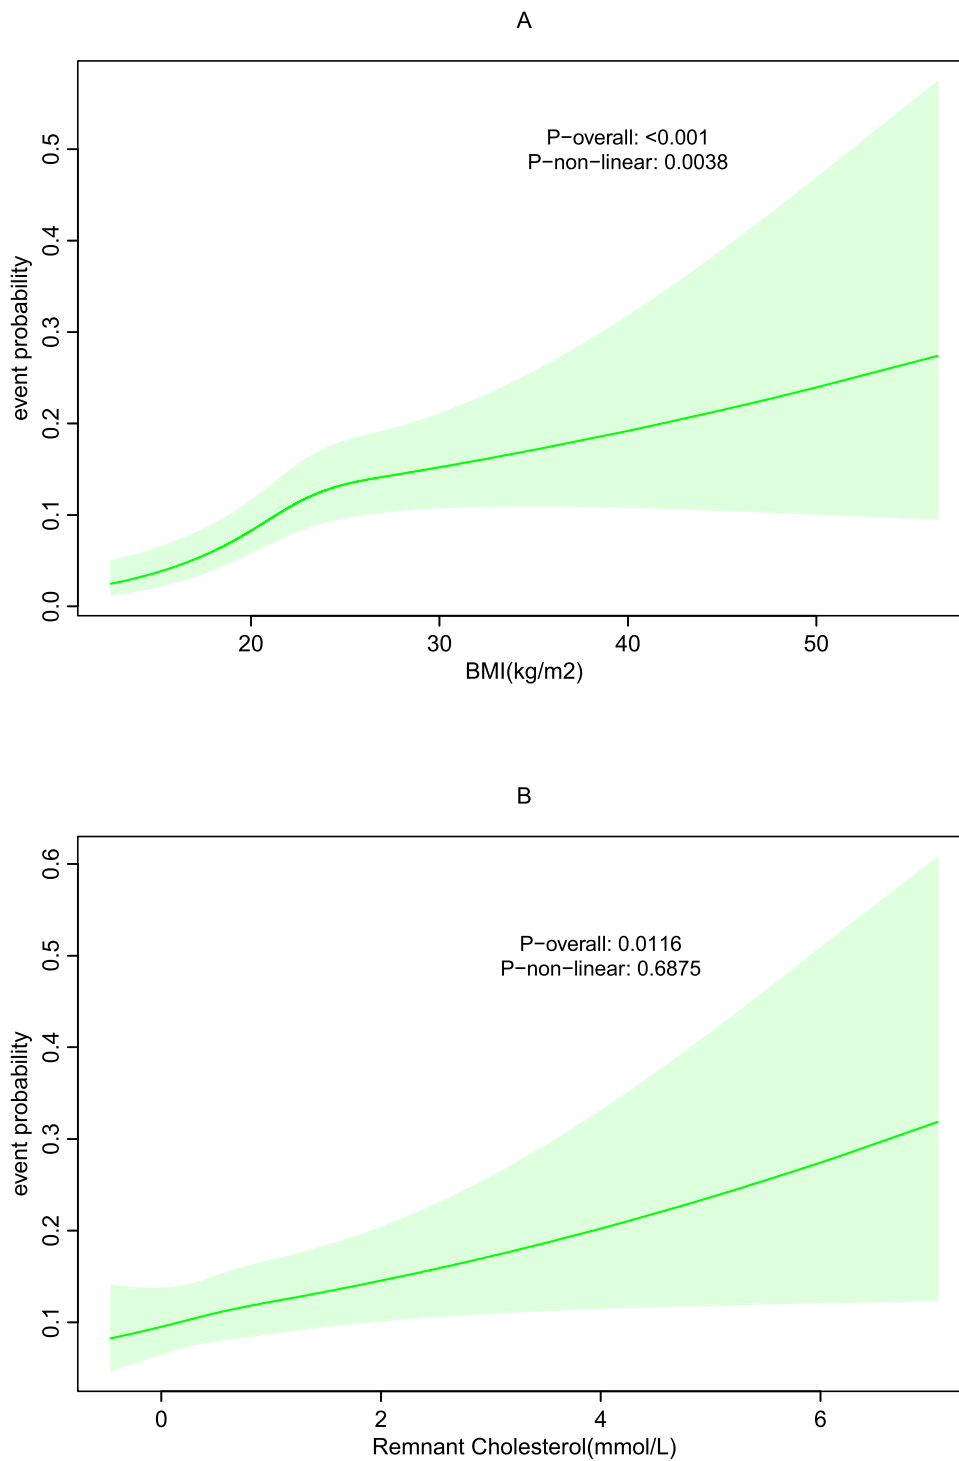 A
P−overall: <0.001
P−non−linear: 0.0038
event probability
0.5
0.4
0.3
0.2
0.1
0.0
20 30 40 50
BMI(kg/m2)
B
P−overall: 0.0116
P−non−linear: 0.6875
event probability
0.6
0.5
0.4
0.3
0.2
0.1
0 2 4 6
Remnant Cholesterol(mmol/L)